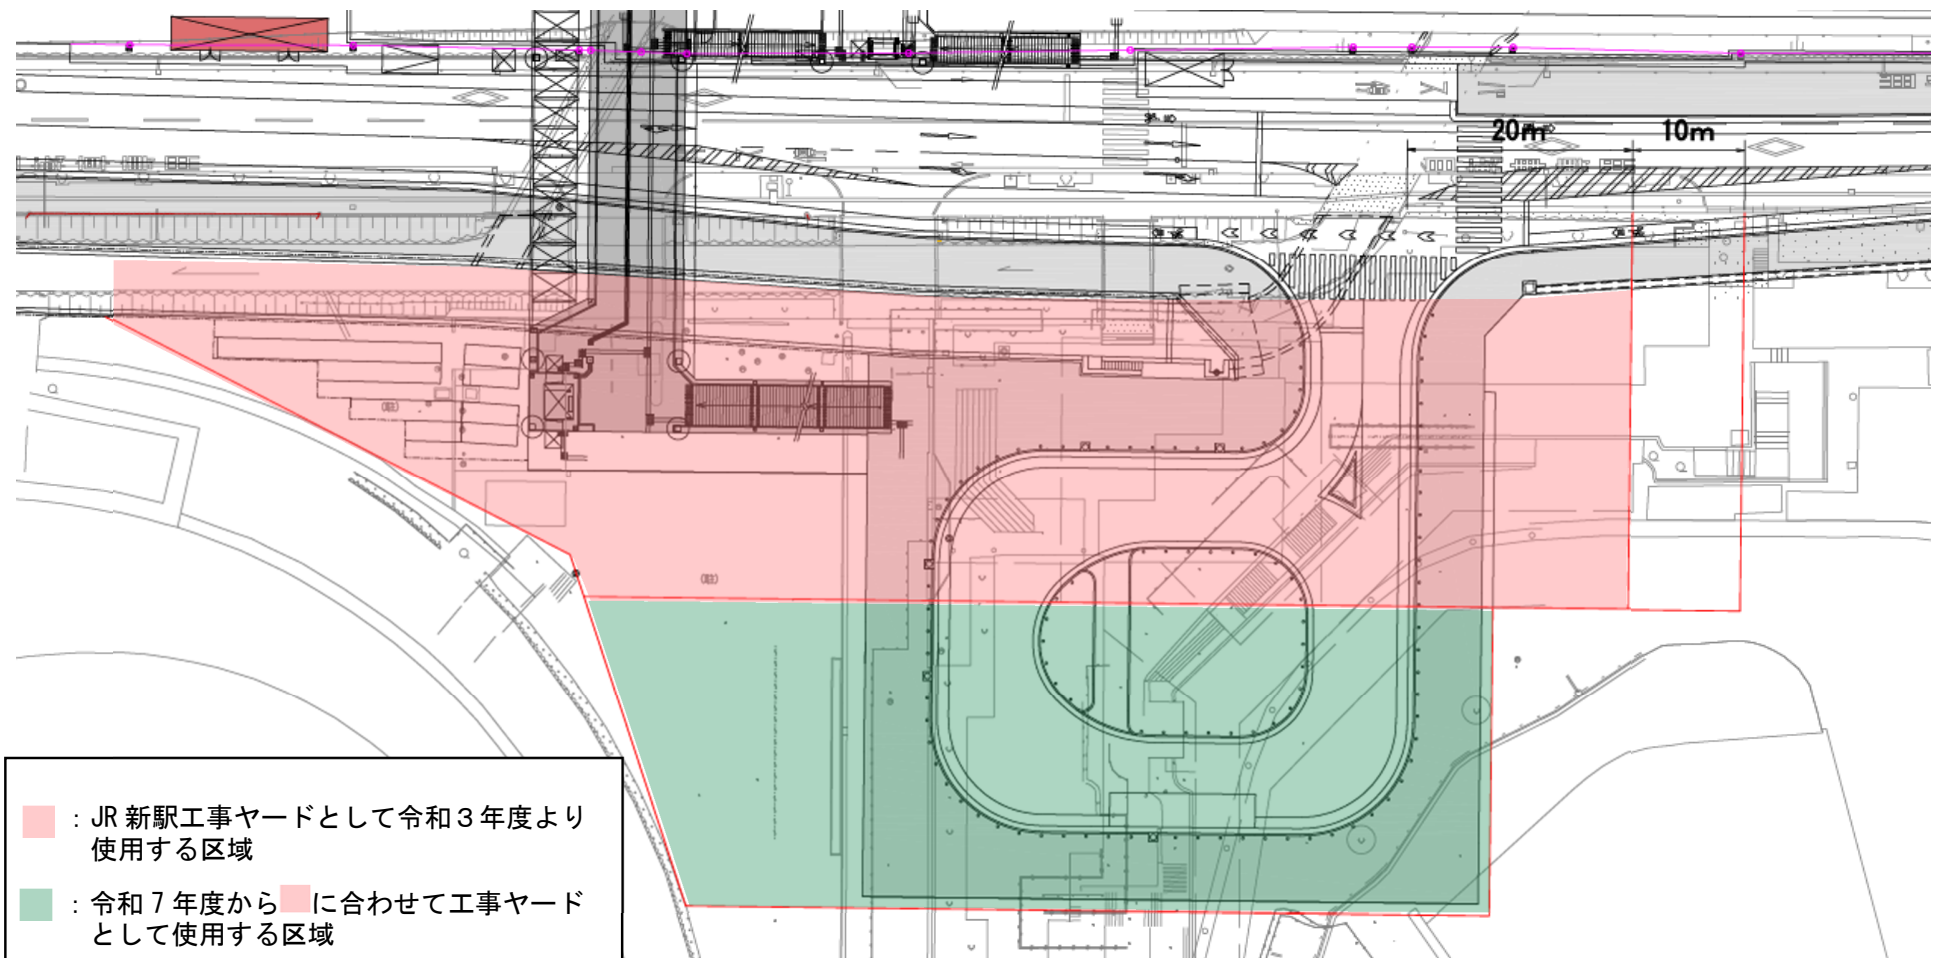 20m
10m
：JR 新駅工事ヤードとして令和３年度より
使用する区域
：令和７年度から に合わせて工事ヤード
として使用する区域